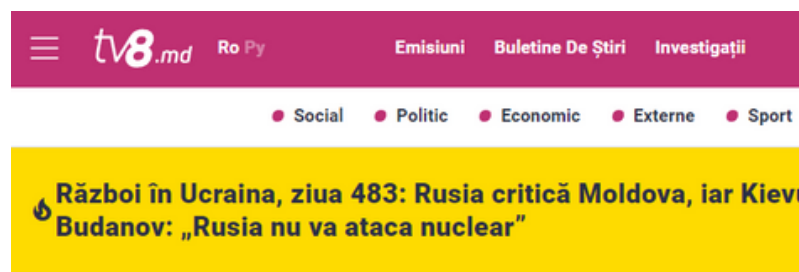 tv8.md Ro Ру Emisiuni Buletine De Știri Investigații
Social Politic Economic Externe Sport
Război în Ucraina, ziua 483: Rusia critică Moldova, iar Kievu
Budanov: „Rusia nu va ataca nuclear”